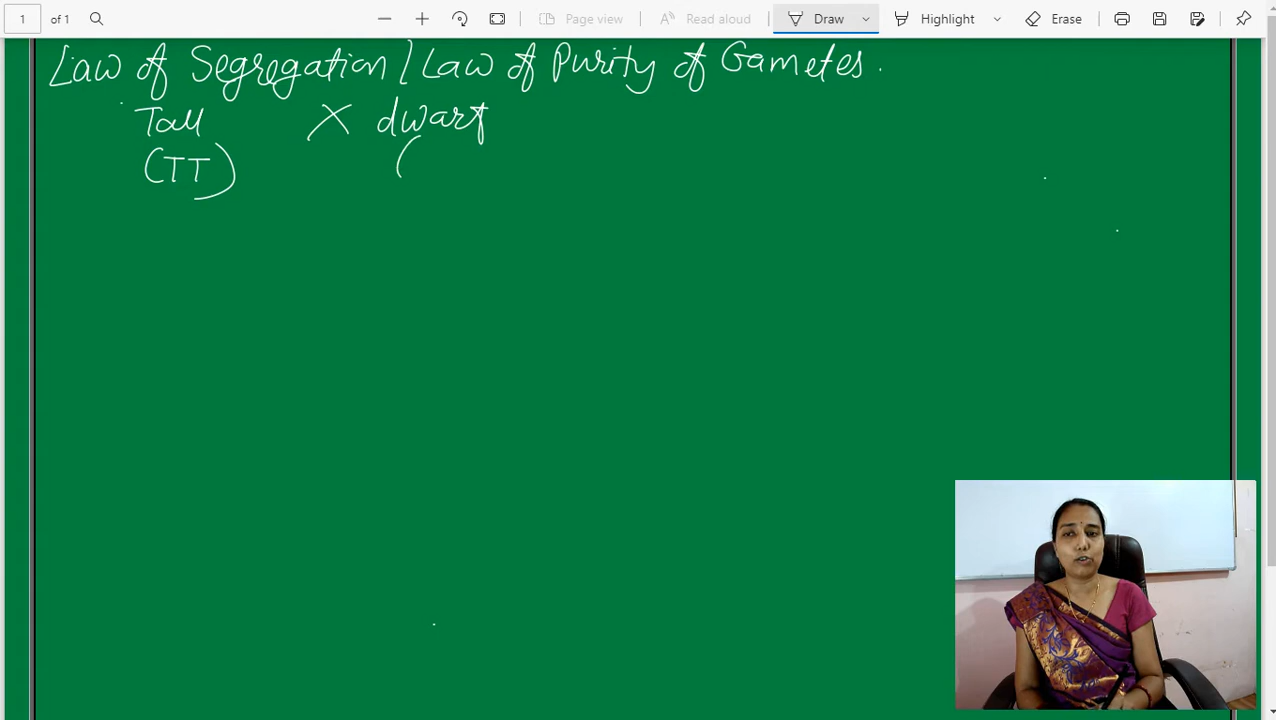 1 of 1 Page view Read aloud Draw Highlight Erase
Law of Segregation / Law of Purity of Gametes.
Tall X dwarf
(TT) (